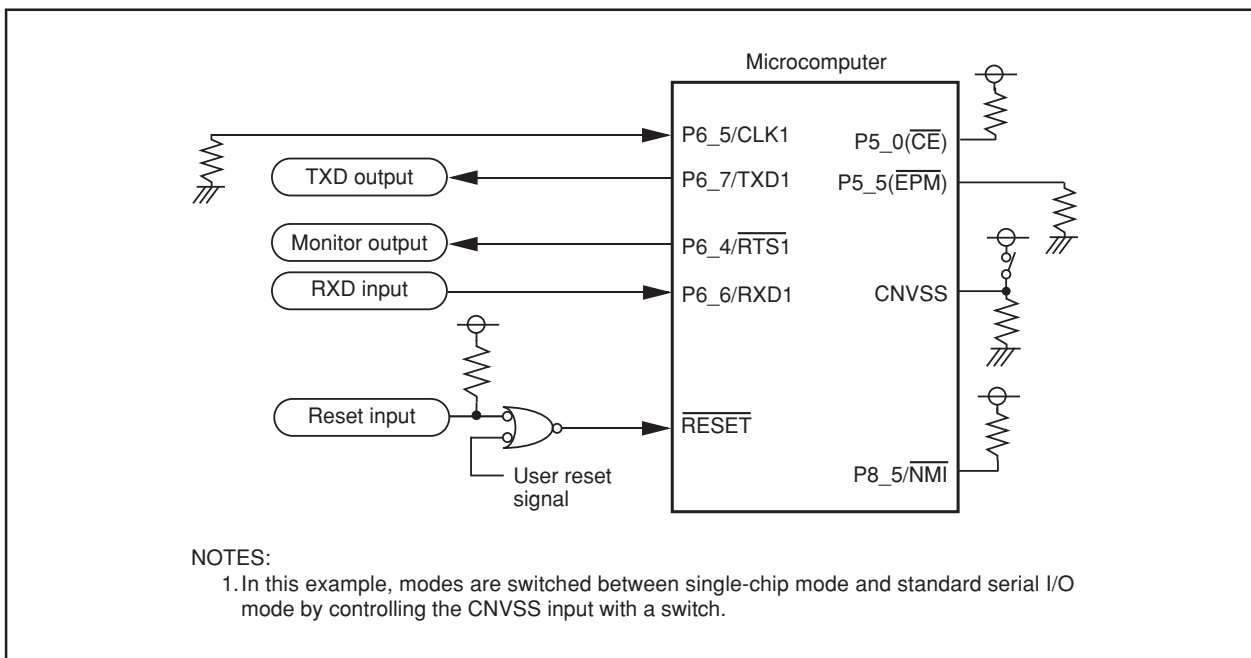 Microcomputer
P6_5/CLK1
P5_0(CE)
TXD output
P6_7/TXD1
P5_5(EPM)
Monitor output
P6_4/RTS1
RXD input
P6_6/RXD1
CNVSS
Reset input
RESET
User reset
signal
P8_5/NMI
NOTES:
1. In this example, modes are switched between single-chip mode and standard serial I/O
mode by controlling the CNVSS input with a switch.